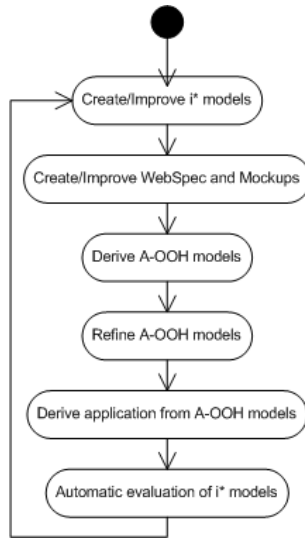 Create/Improve i* models
Create/Improve WebSpec and Mockups
Derive A-OOH models
Refine A-OOH models
Derive application from A-OOH models
Automatic evaluation of i* models